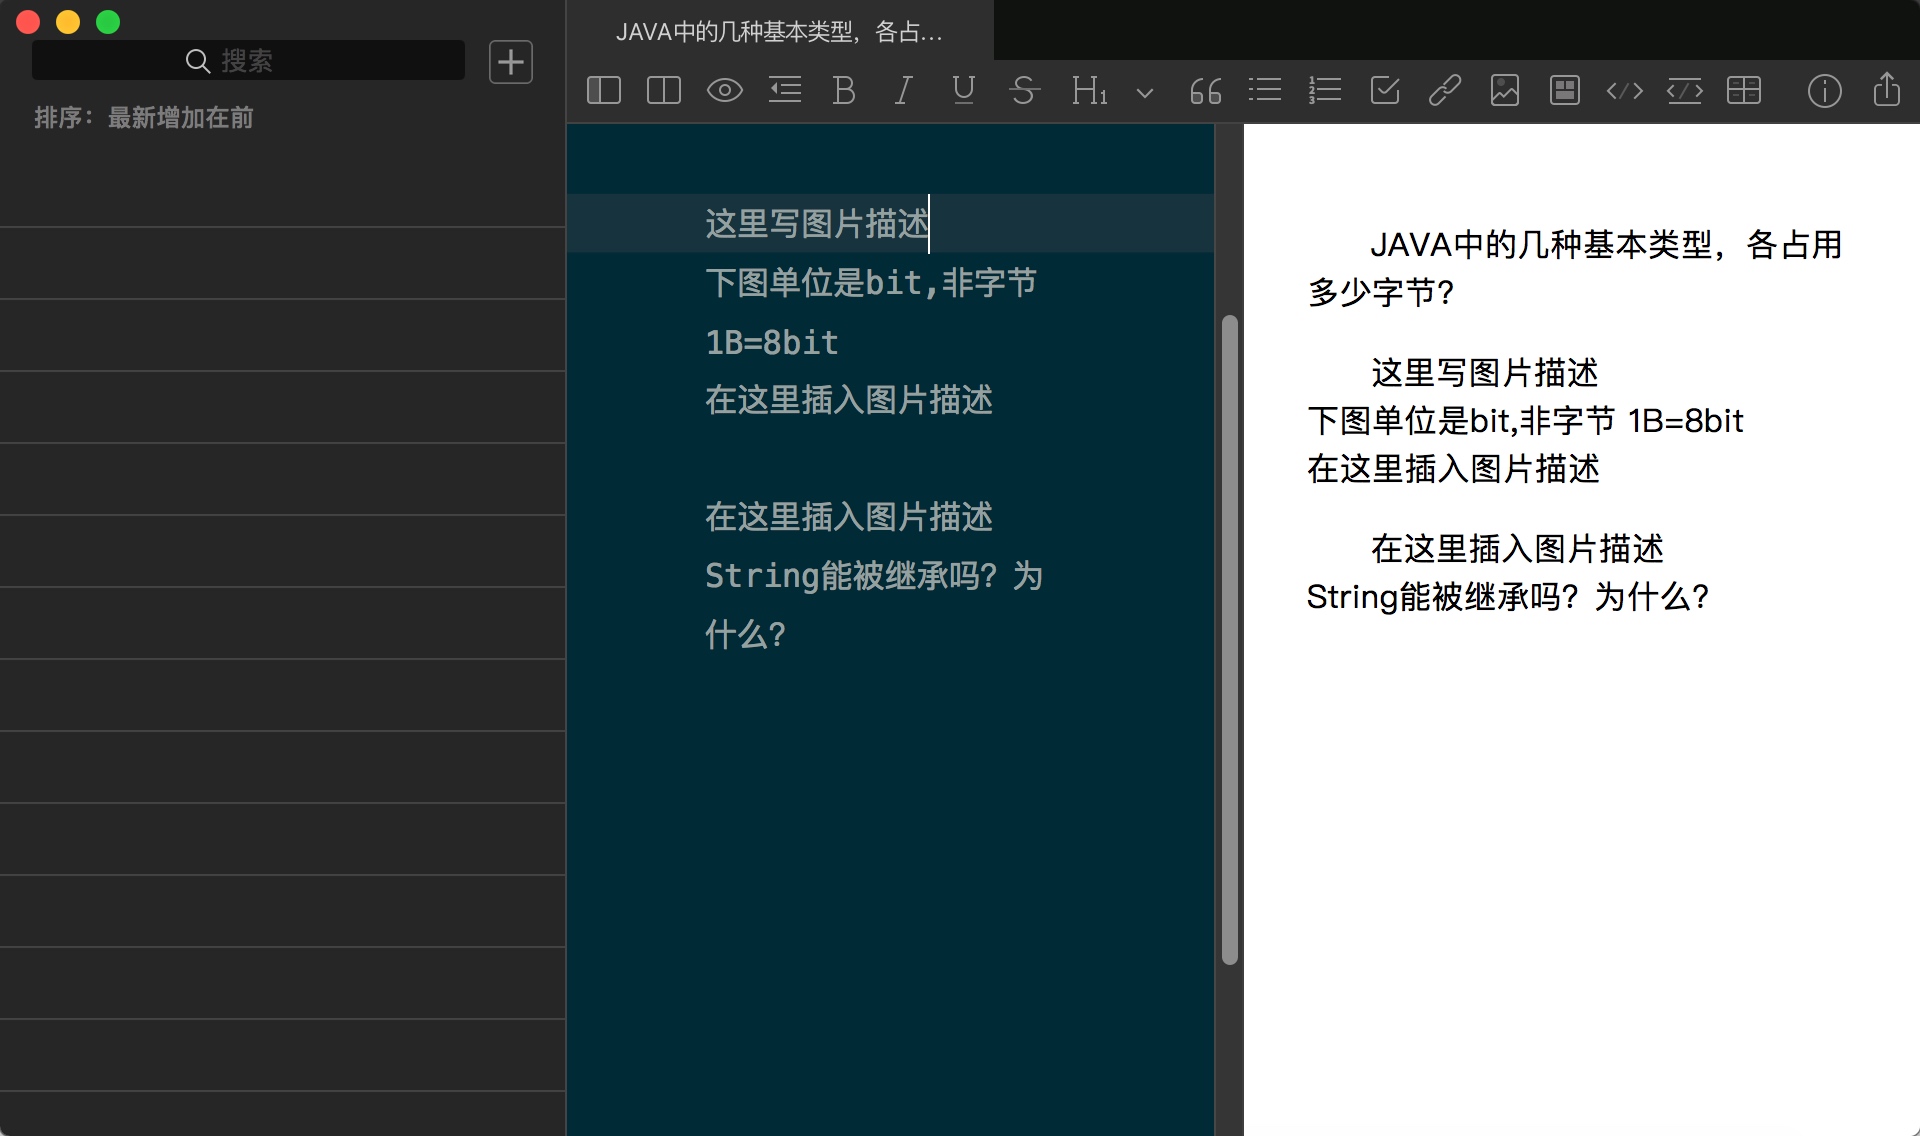 搜索
排序：最新增加在前
JAVA中的几种基本类型，各占...
B
I
U
S
H1
这里写图片描述
下图单位是bit,非字节
1B=8bit
在这里插入图片描述
在这里插入图片描述
String能被继承吗？为
什么？
JAVA中的几种基本类型，各占用
多少字节？
这里写图片描述
下图单位是bit,非字节 1B=8bit
在这里插入图片描述
在这里插入图片描述
String能被继承吗？为什么？